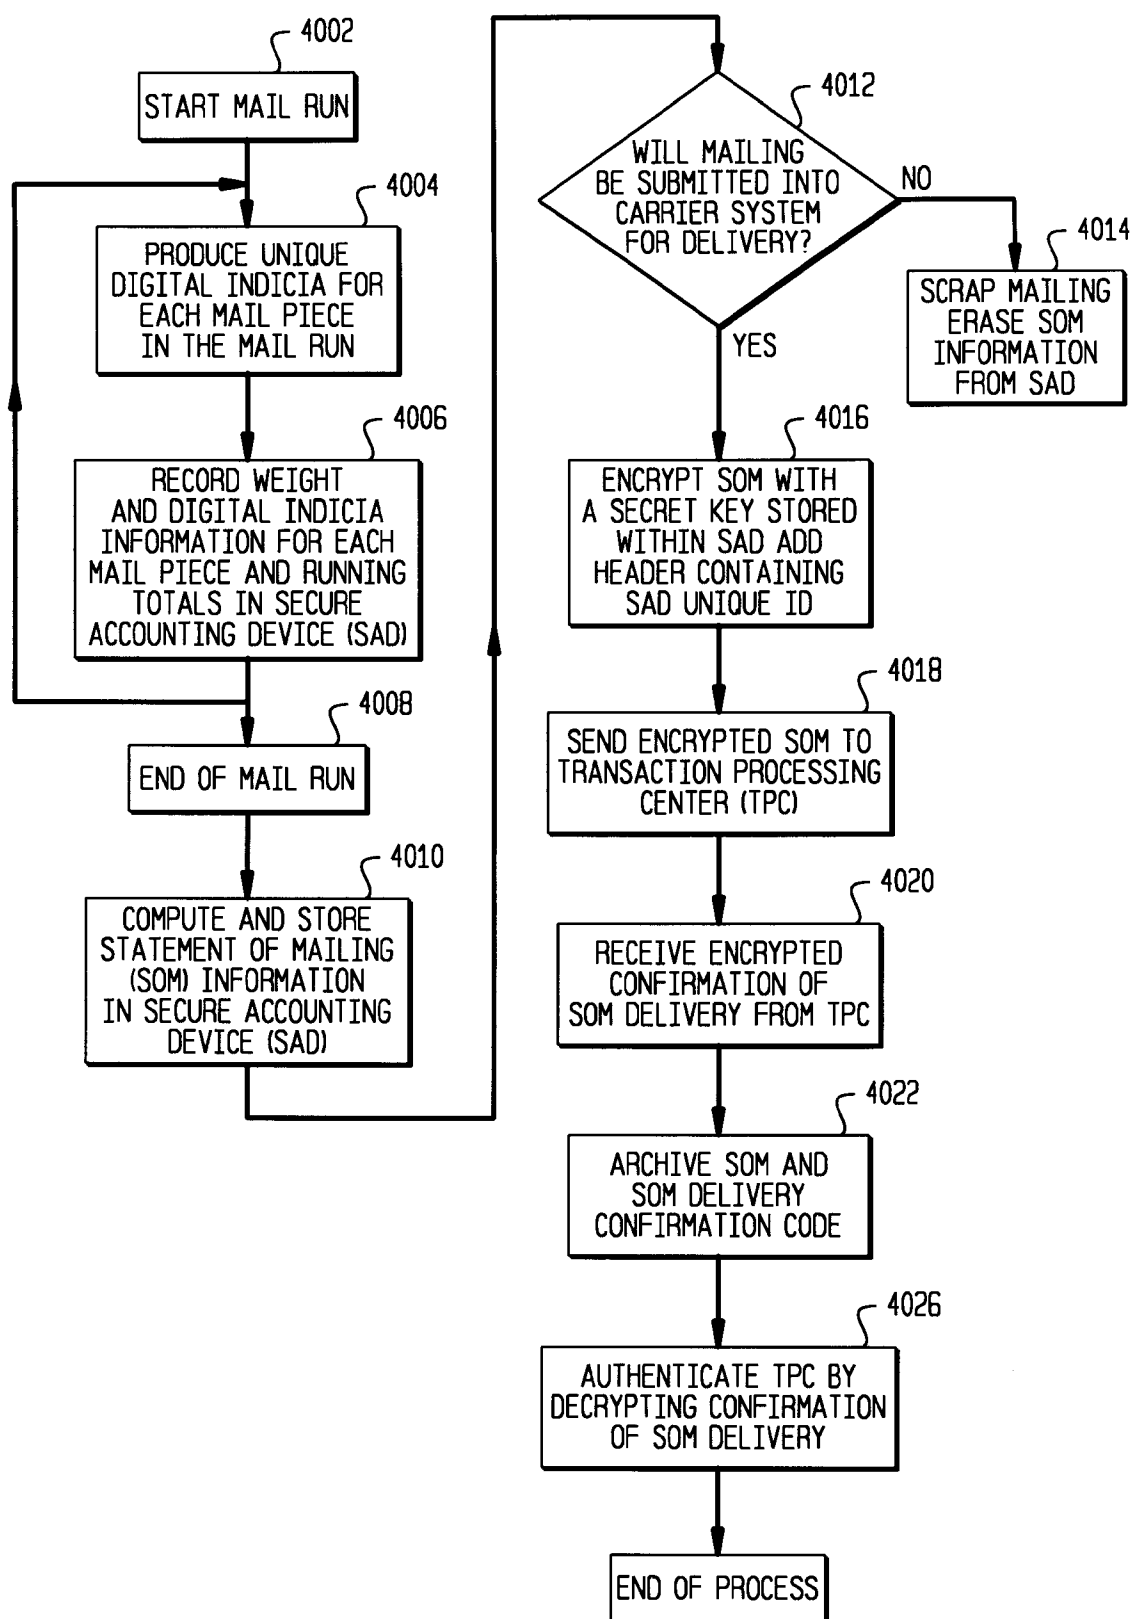 4002
START MAIL RUN
4004
PRODUCE UNIQUE
DIGITAL INDICIA FOR
EACH MAIL PIECE
IN THE MAIL RUN
4006
RECORD WEIGHT
AND DIGITAL INDICIA
INFORMATION FOR EACH
MAIL PIECE AND RUNNING
TOTALS IN SECURE
ACCOUNTING DEVICE (SAD)
4008
END OF MAIL RUN
4010
COMPUTE AND STORE
STATEMENT OF MAILING
(SOM) INFORMATION
IN SECURE ACCOUNTING
DEVICE (SAD)
4012
WILL MAILING
BE SUBMITTED INTO
CARRIER SYSTEM
FOR DELIVERY?
NO
4014
SCRAP MAILING
ERASE SOM
INFORMATION
FROM SAD
YES
4016
ENCRYPT SOM WITH
A SECRET KEY STORED
WITHIN SAD ADD
HEADER CONTAINING
SAD UNIQUE ID
4018
SEND ENCRYPTED SOM TO
TRANSACTION PROCESSING
CENTER (TPC)
4020
RECEIVE ENCRYPTED
CONFIRMATION OF
SOM DELIVERY FROM TPC
4022
ARCHIVE SOM AND
SOM DELIVERY
CONFIRMATION CODE
4026
AUTHENTICATE TPC BY
DECRYPTING CONFIRMATION
OF SOM DELIVERY
END OF PROCESS